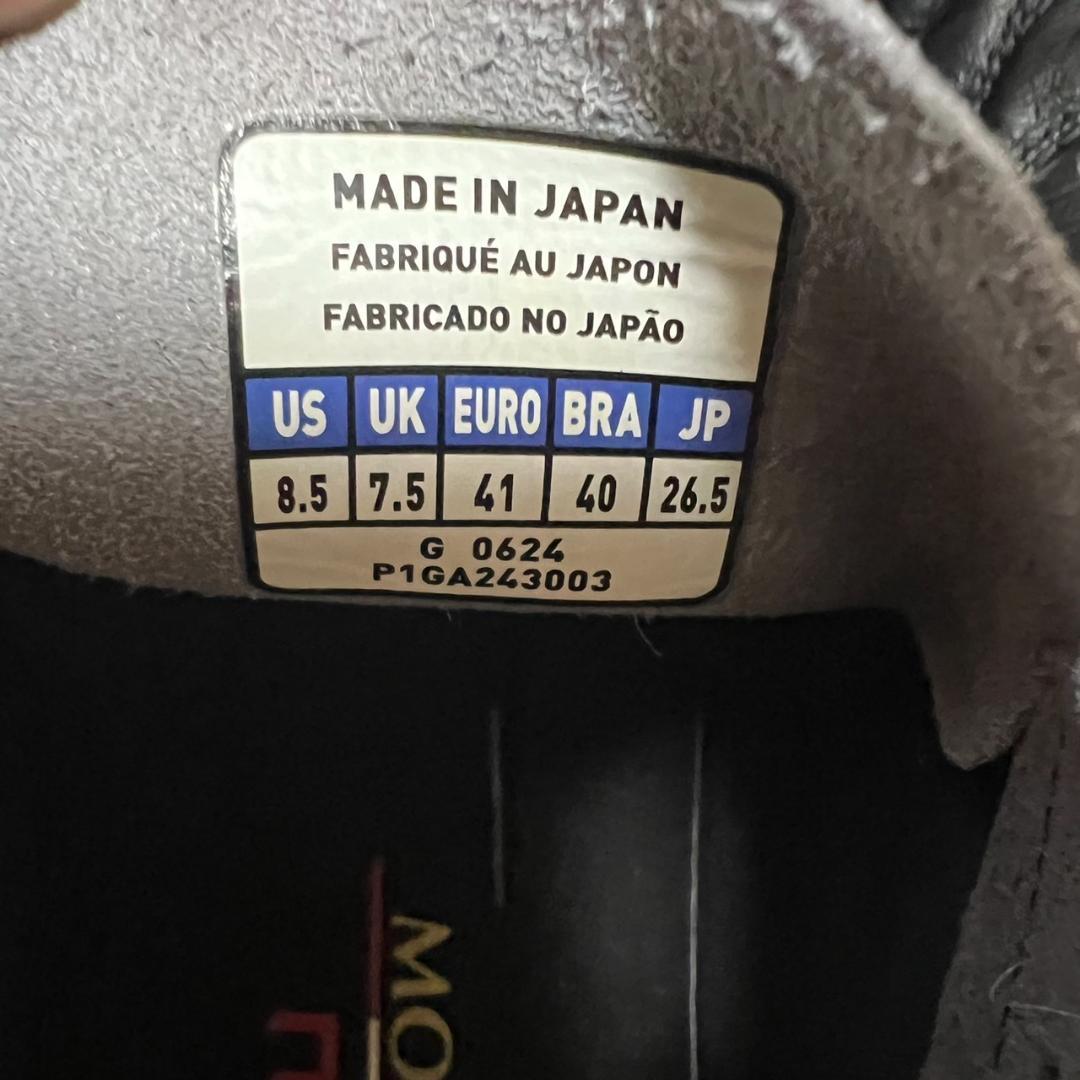 MADE IN JAPAN
FABRIQUÉ AU JAPON
FABRICADO NO JAPÃO
US UK EURO BRA JP
8.5 7.5 41 40 26.5
G 0624
P1GA243003
MO